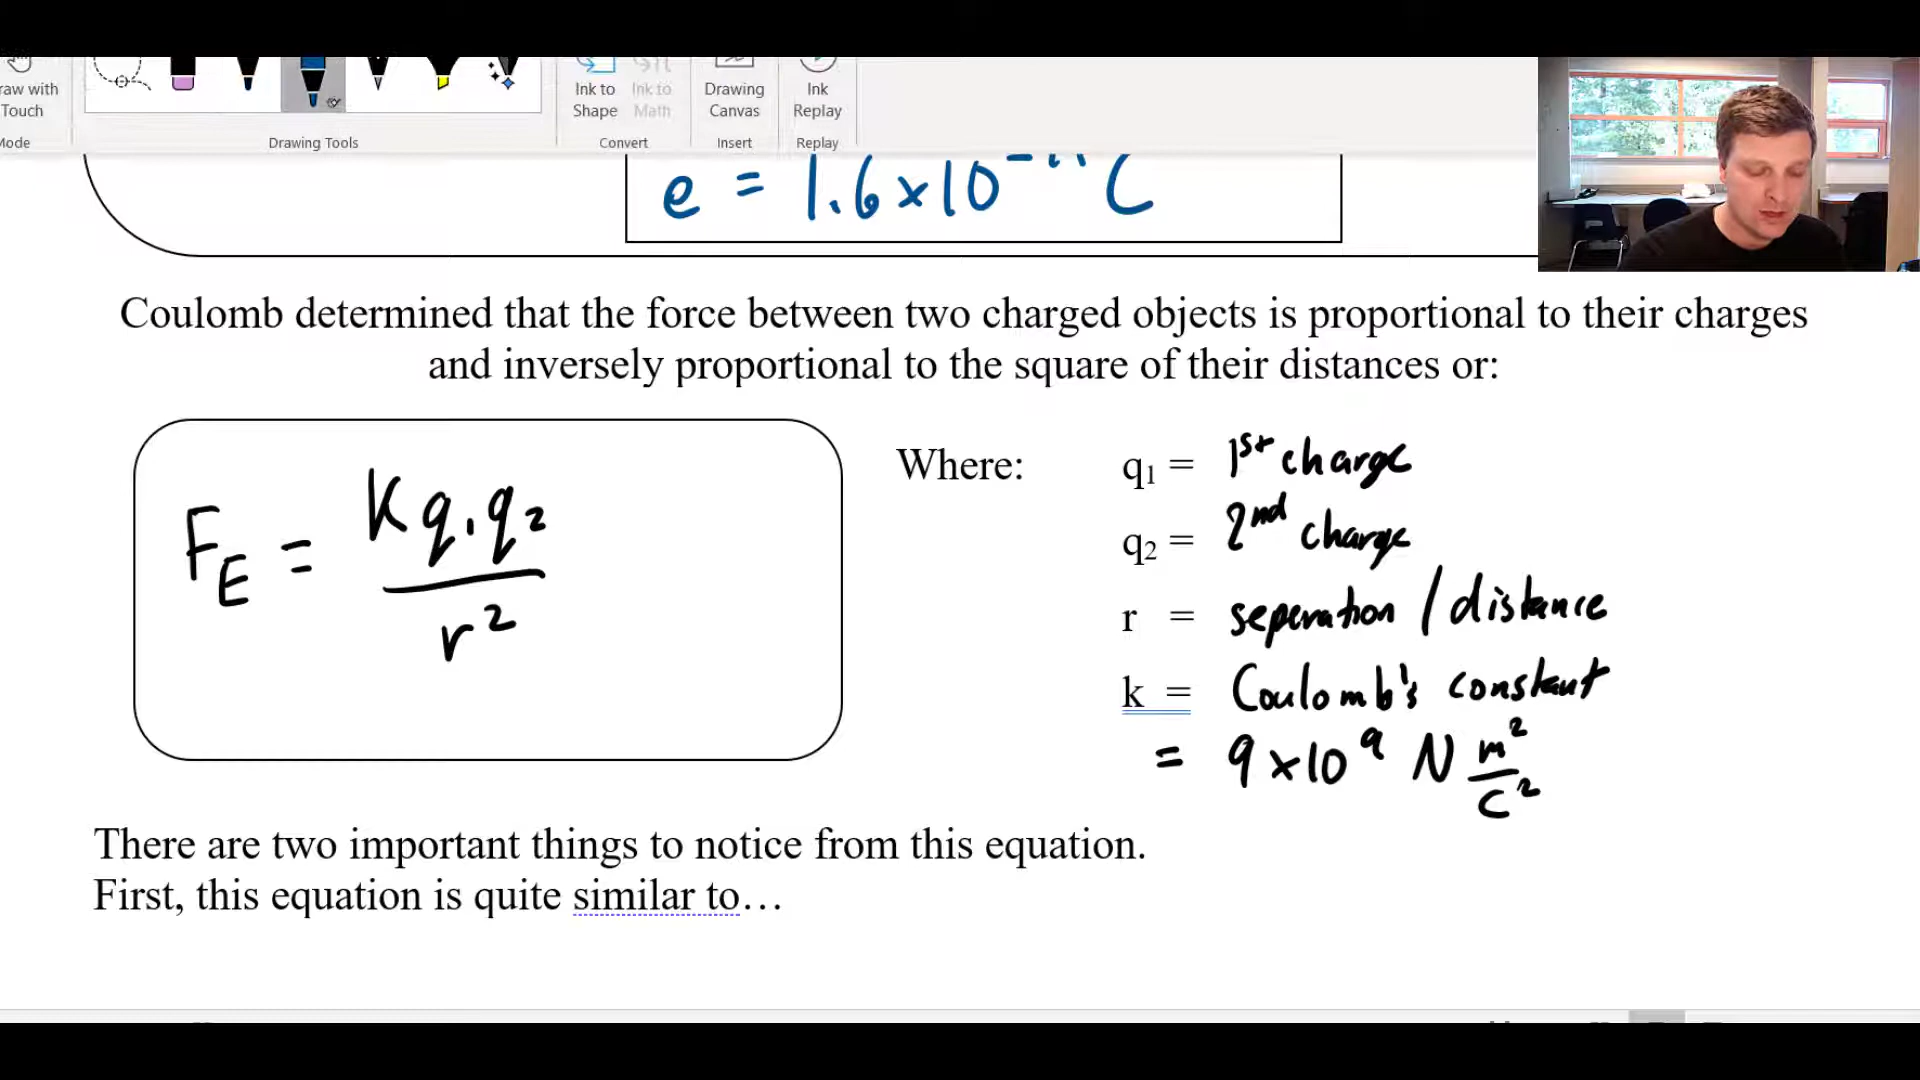 raw with Touch
Mode
Drawing Tools
Ink to Shape
Ink to Math
Convert
Drawing Canvas
Insert
Ink Replay
Replay
e = 1.6×10 C
Coulomb determined that the force between two charged objects is proportional to their charges
and inversely proportional to the square of their distances or:
F_E = kq₁q₂ / r²
Where:
q₁ = 1st charge
q₂ = 2nd charge
r = seperation / distance
k = Coulomb's constant
= 9×10⁹ N m²/C²
There are two important things to notice from this equation.
First, this equation is quite similar to…